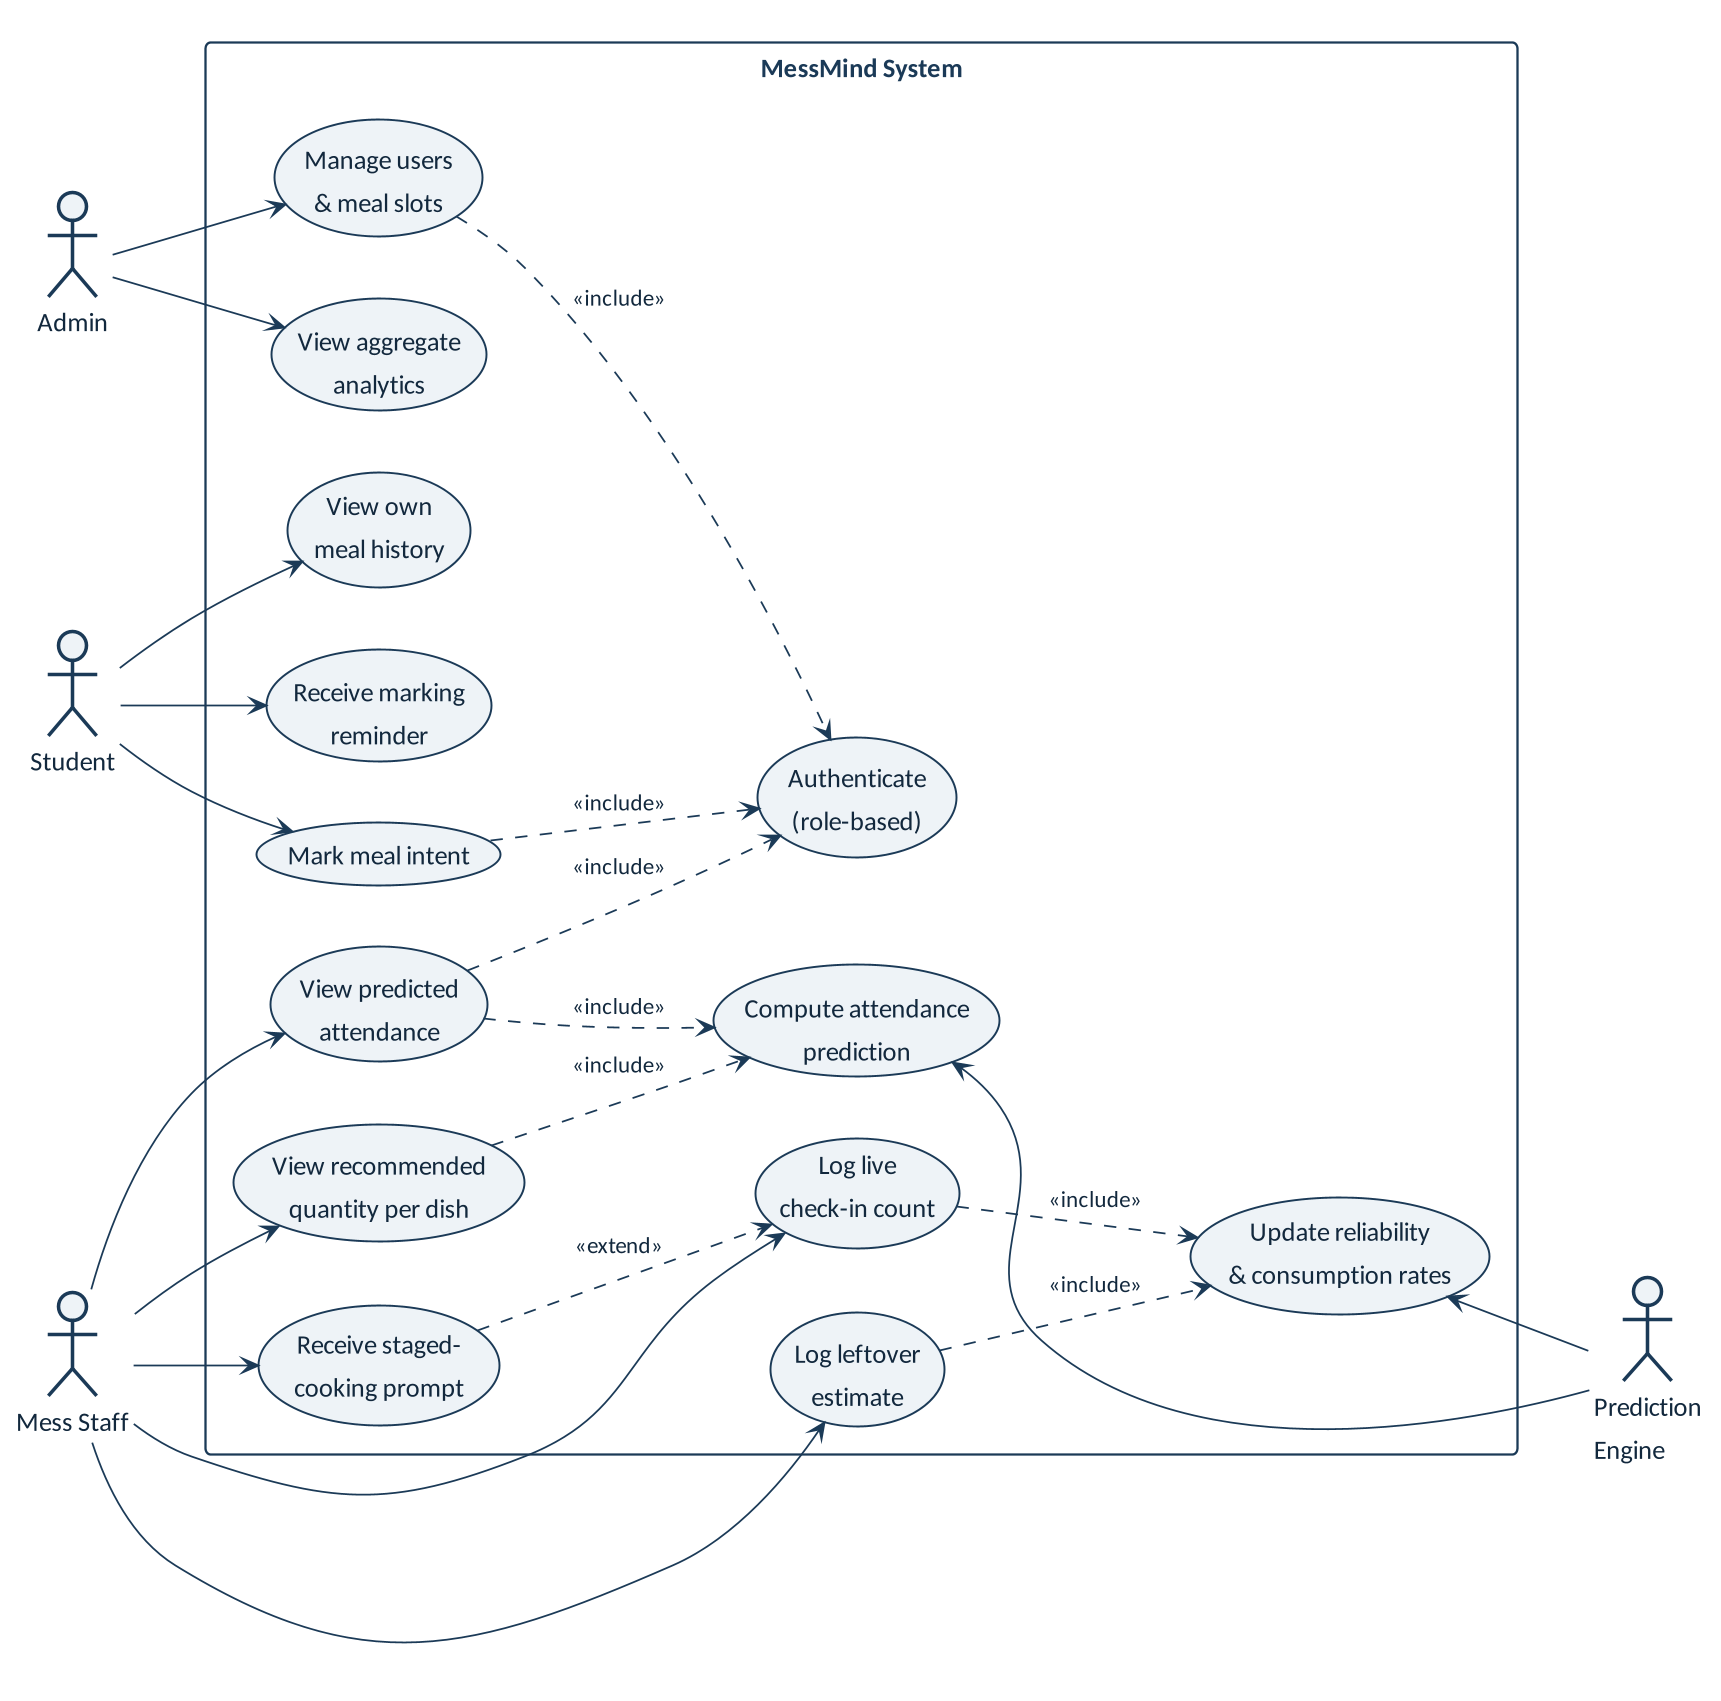 MessMind System
Manage users
& meal slots
Admin
«include»
View aggregate
analytics
View own
meal history
Receive marking
reminder
Student
Authenticate
(role-based)
«include»
Mark meal intent
«include»
View predicted
attendance
«include»
Compute attendance
prediction
«include»
View recommended
quantity per dish
Log live
check-in count
«include»
Update reliability
& consumption rates
«extend»
«include»
Receive staged-
cooking prompt
Log leftover
estimate
Mess Staff
Prediction
Engine